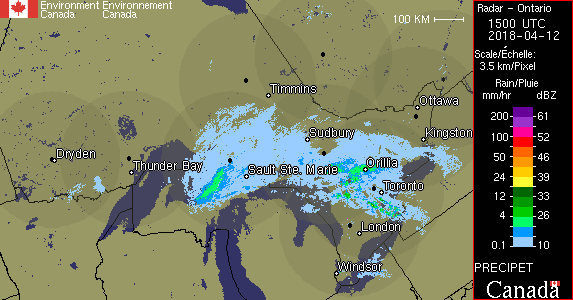 Environment Environnement
Canada Canada
100 KM
Timmins
Ottawa
Sudbury
Kingston
Dryden
Thunder Bay
Sault Ste. Marie
Orillia
Toronto
London
Windsor
Radar - Ontario
1500 UTC
2018-04-12
Scale/Échelle:
3.5 km/Pixel
Rain/Pluie
mm/hr dBZ
200 61
100 52
50 46
24 39
12 33
4 26
0.1 10
PRECIPET
Canada